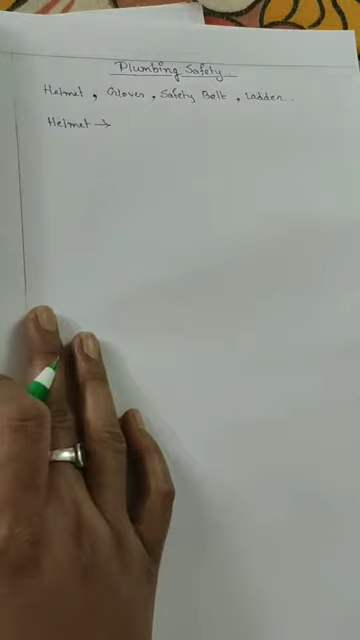 Plumbing Safety.
Helmet, Gloves, Safety Belt, Ladder.
Helmet →